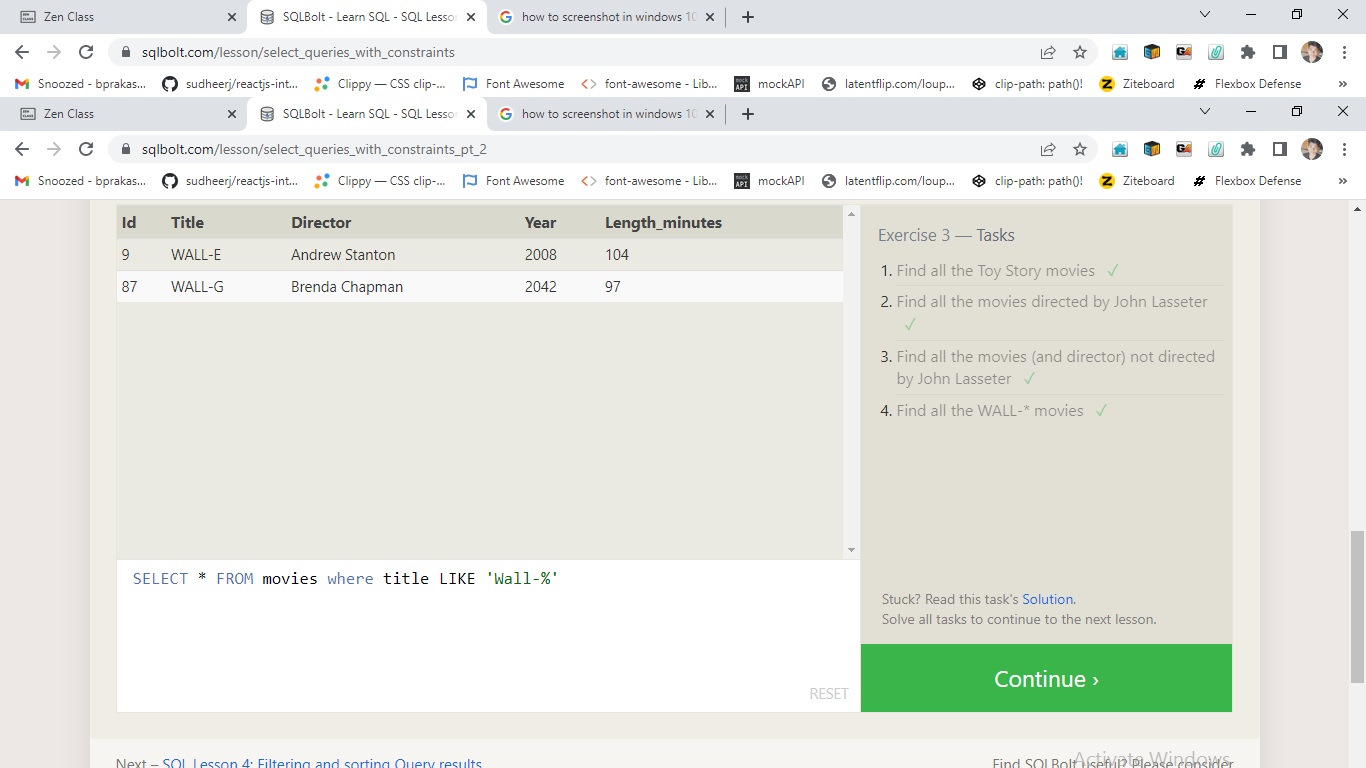 Zen Class
SQLBolt - Learn SQL - SQL Lesson
how to screenshot in windows 10
sqlbolt.com/lesson/select_queries_with_constraints
Snoozed - bprakas... sudheerj/reactjs-int... Clippy — CSS clip-... Font Awesome font-awesome - Lib... mock API mockAPI latentflip.com/loup... clip-path: path()! Z Ziteboard Flexbox Defense »
Zen Class
SQLBolt - Learn SQL - SQL Lesson
how to screenshot in windows 10
sqlbolt.com/lesson/select_queries_with_constraints_pt_2
Snoozed - bprakas... sudheerj/reactjs-int... Clippy — CSS clip-... Font Awesome font-awesome - Lib... mock API mockAPI latentflip.com/loup... clip-path: path()! Z Ziteboard Flexbox Defense »
Id Title Director Year Length_minutes
9 WALL-E Andrew Stanton 2008 104
87 WALL-G Brenda Chapman 2042 97
SELECT * FROM movies where title LIKE 'Wall-%'
RESET
Exercise 3 — Tasks
1. Find all the Toy Story movies ✓
2. Find all the movies directed by John Lasseter
✓
3. Find all the movies (and director) not directed
by John Lasseter ✓
4. Find all the WALL-* movies ✓
Stuck? Read this task's Solution.
Solve all tasks to continue to the next lesson.
Continue ›
Next – SQL Lesson 4: Filtering and sorting Query results
Find SQLBolt useful? Please consider
Activate Windows